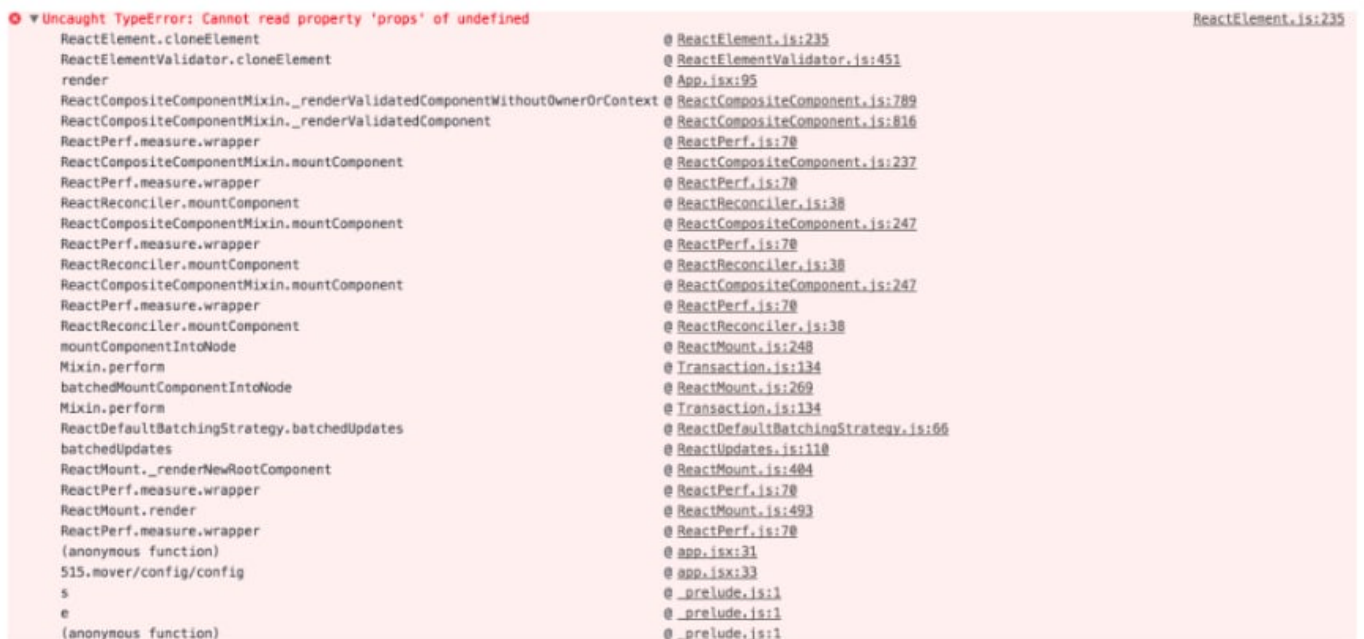 Uncaught TypeError: Cannot read property 'props' of undefined ReactElement.js:235
ReactElement.cloneElement @ ReactElement.js:235
ReactElementValidator.cloneElement @ ReactElementValidator.js:451
render @ App.jsx:95
ReactCompositeComponentMixin._renderValidatedComponentWithoutOwnerOrContext @ ReactCompositeComponent.js:789
ReactCompositeComponentMixin._renderValidatedComponent @ ReactCompositeComponent.js:816
ReactPerf.measure.wrapper @ ReactPerf.js:70
ReactCompositeComponentMixin.mountComponent @ ReactCompositeComponent.js:237
ReactPerf.measure.wrapper @ ReactPerf.js:70
ReactReconciler.mountComponent @ ReactReconciler.js:38
ReactCompositeComponentMixin.mountComponent @ ReactCompositeComponent.js:247
ReactPerf.measure.wrapper @ ReactPerf.js:70
ReactReconciler.mountComponent @ ReactReconciler.js:38
ReactCompositeComponentMixin.mountComponent @ ReactCompositeComponent.js:247
ReactPerf.measure.wrapper @ ReactPerf.js:70
ReactReconciler.mountComponent @ ReactReconciler.js:38
mountComponentIntoNode @ ReactMount.js:248
Mixin.perform @ Transaction.js:134
batchedMountComponentIntoNode @ ReactMount.js:269
Mixin.perform @ Transaction.js:134
ReactDefaultBatchingStrategy.batchedUpdates @ ReactDefaultBatchingStrategy.js:66
batchedUpdates @ ReactUpdates.js:110
ReactMount._renderNewRootComponent @ ReactMount.js:404
ReactPerf.measure.wrapper @ ReactPerf.js:70
ReactMount.render @ ReactMount.js:493
ReactPerf.measure.wrapper @ ReactPerf.js:70
(anonymous function) @ app.jsx:31
515.mover/config/config @ app.jsx:33
s @ _prelude.js:1
e @ _prelude.js:1
(anonymous function) @ _prelude.js:1